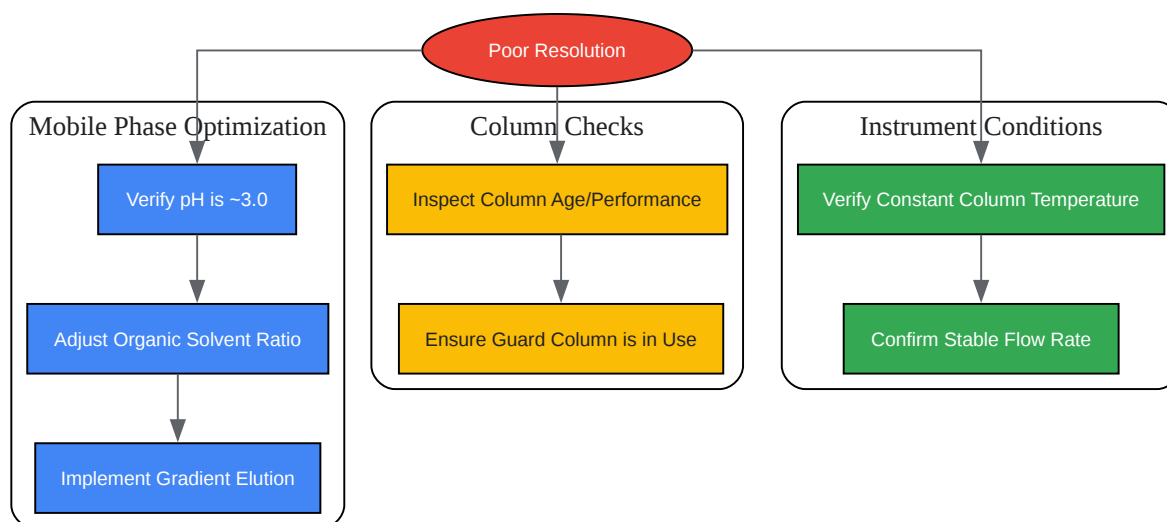 Poor Resolution
Mobile Phase Optimization
Verify pH is ~3.0
Adjust Organic Solvent Ratio
Implement Gradient Elution
Column Checks
Inspect Column Age/Performance
Ensure Guard Column is in Use
Instrument Conditions
Verify Constant Column Temperature
Confirm Stable Flow Rate